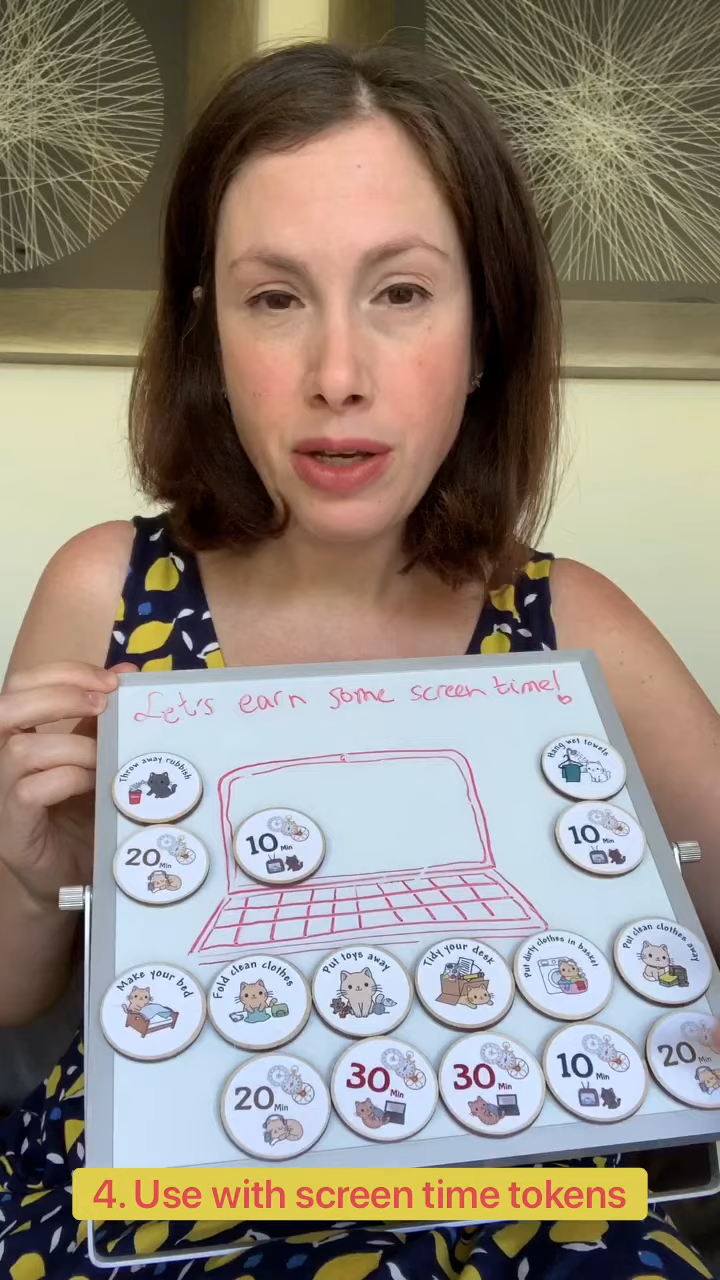 Let's earn some screen time!
Throw away rubbish
Hang wet towels
20 Min
10 Min
10 Min
Make your bed
Fold clean clothes
Put toys away
Tidy your desk
Put dirty clothes in basket
Put clean clothes away
20 Min
30 Min
30 Min
10 Min
20 Min
4. Use with screen time tokens